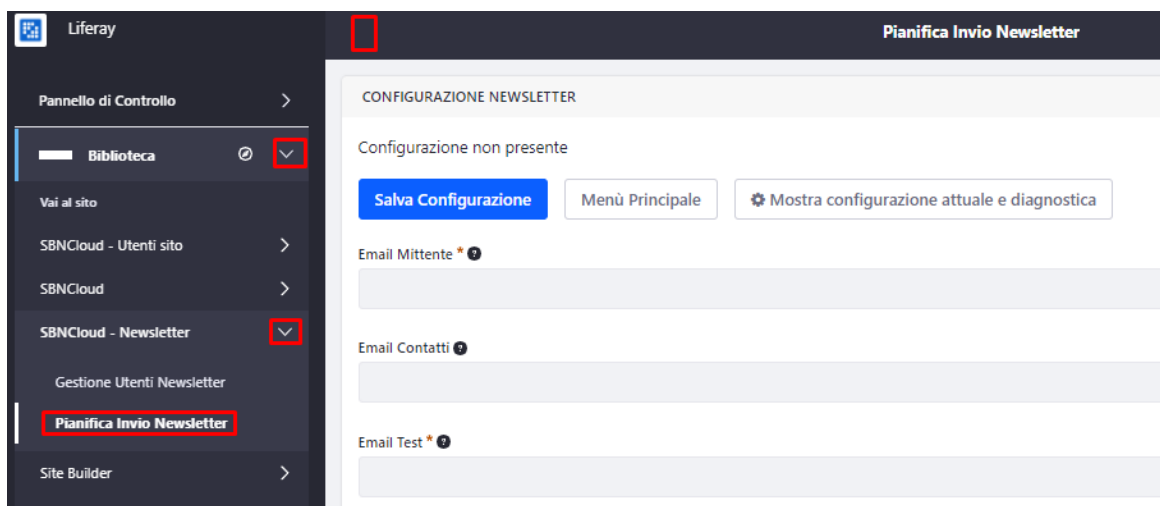 Liferay
Pianifica Invio Newsletter
Pannello di Controllo
CONFIGURAZIONE NEWSLETTER
Configurazione non presente
Biblioteca
Salva Configurazione
Menù Principale
Mostra configurazione attuale e diagnostica
Vai al sito
SBNCloud - Utenti sito
Email Mittente *
SBNCloud
SBNCloud - Newsletter
Email Contatti
Gestione Utenti Newsletter
Pianifica Invio Newsletter
Email Test *
Site Builder